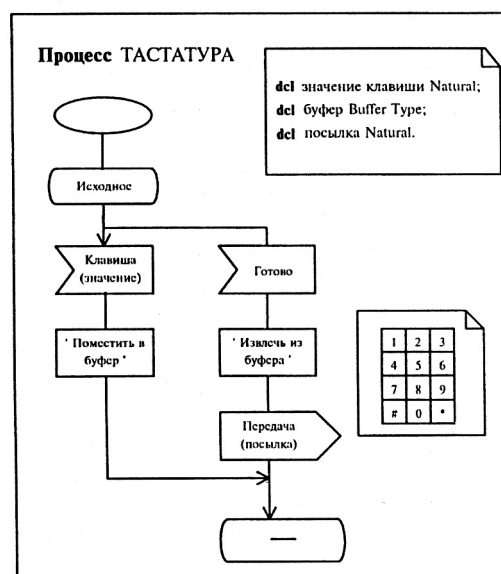 Процесс ТАСТАТУРА
dcl значение клавиши Natural;
dcl буфер Buffer Type;
dcl посылка Natural.
Исходное
Клавиша
(значение)
Готово
' Поместить в
буфер '
' Извлечь из
буфера '
Передача
(посылка)
1 2 3
4 5 6
7 8 9
# 0 *
—